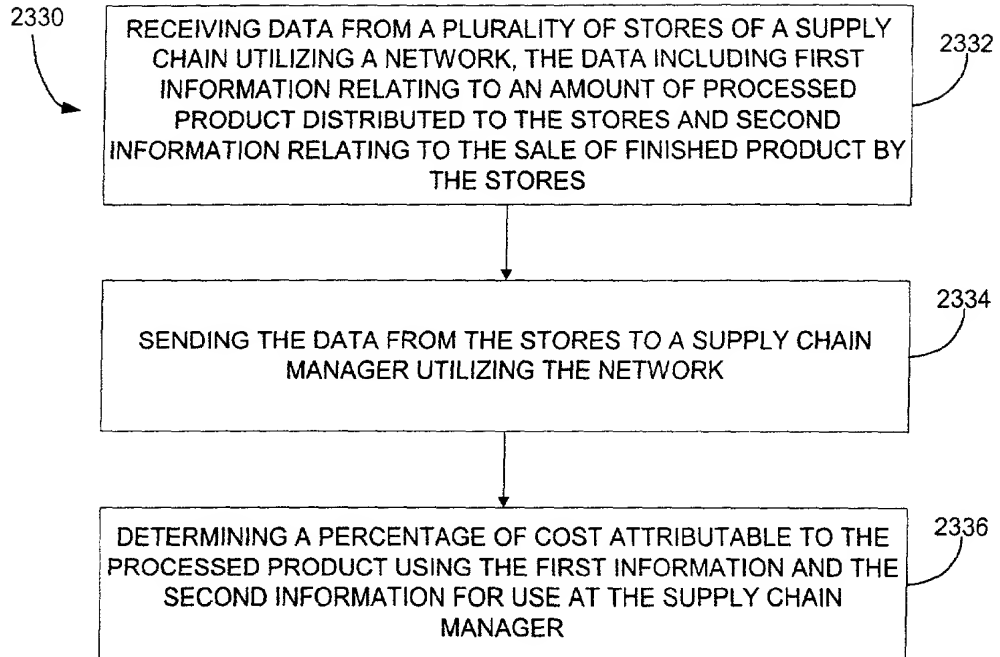 2330
RECEIVING DATA FROM A PLURALITY OF STORES OF A SUPPLY
CHAIN UTILIZING A NETWORK, THE DATA INCLUDING FIRST
INFORMATION RELATING TO AN AMOUNT OF PROCESSED
PRODUCT DISTRIBUTED TO THE STORES AND SECOND
INFORMATION RELATING TO THE SALE OF FINISHED PRODUCT BY
THE STORES
2332
SENDING THE DATA FROM THE STORES TO A SUPPLY CHAIN
MANAGER UTILIZING THE NETWORK
2334
DETERMINING A PERCENTAGE OF COST ATTRIBUTABLE TO THE
PROCESSED PRODUCT USING THE FIRST INFORMATION AND THE
SECOND INFORMATION FOR USE AT THE SUPPLY CHAIN
MANAGER
2336